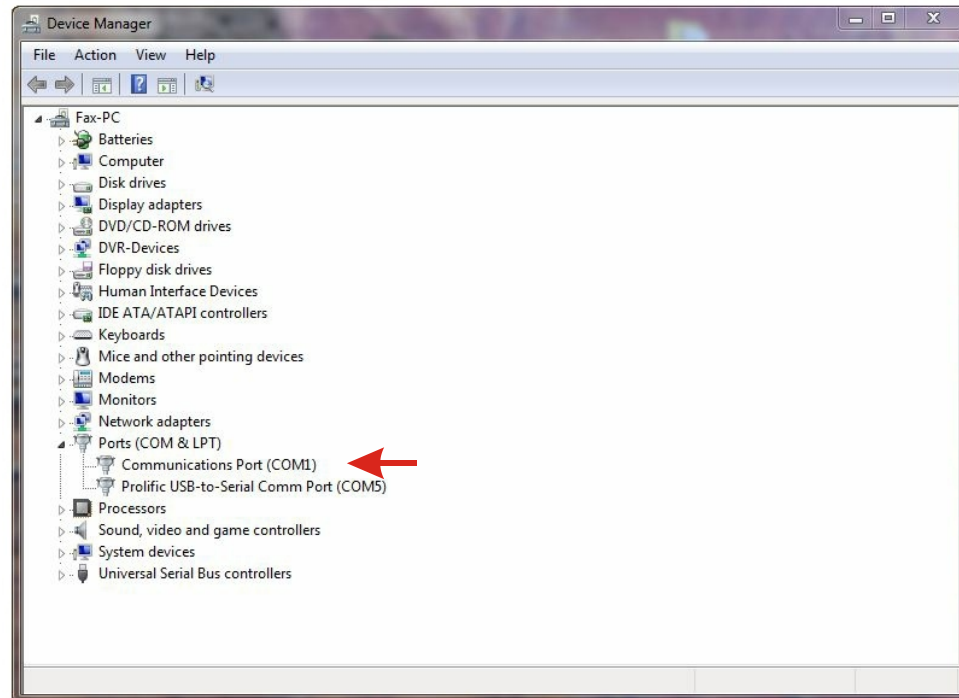 Device Manager
File Action View Help
Fax-PC
Batteries
Computer
Disk drives
Display adapters
DVD/CD-ROM drives
DVR-Devices
Floppy disk drives
Human Interface Devices
IDE ATA/ATAPI controllers
Keyboards
Mice and other pointing devices
Modems
Monitors
Network adapters
Ports (COM & LPT)
Communications Port (COM1)
Prolific USB-to-Serial Comm Port (COM5)
Processors
Sound, video and game controllers
System devices
Universal Serial Bus controllers